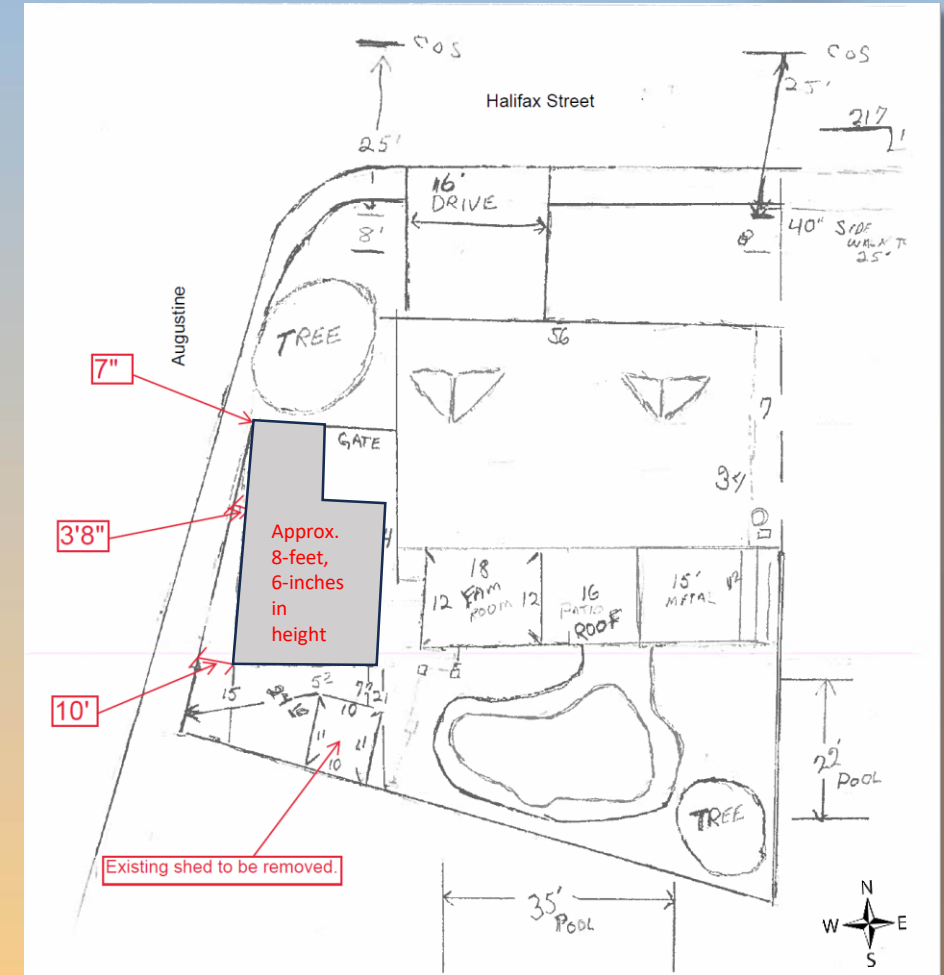 COS
COS
Halifax Street
25'
25'
217
16'
DRIVE
8'
8
40" SIDE
25'
Augustine
TREE
56
7"
GATE
7
34
3'8"
Approx.
8-feet,
6-inches
in
height
18
FAM
ROOM
12
12
16
PATIO
ROOF
15'
METAL
10'
15
10
11
10
22'
POOL
TREE
Existing shed to be removed.
35'
POOL
N
W
E
S